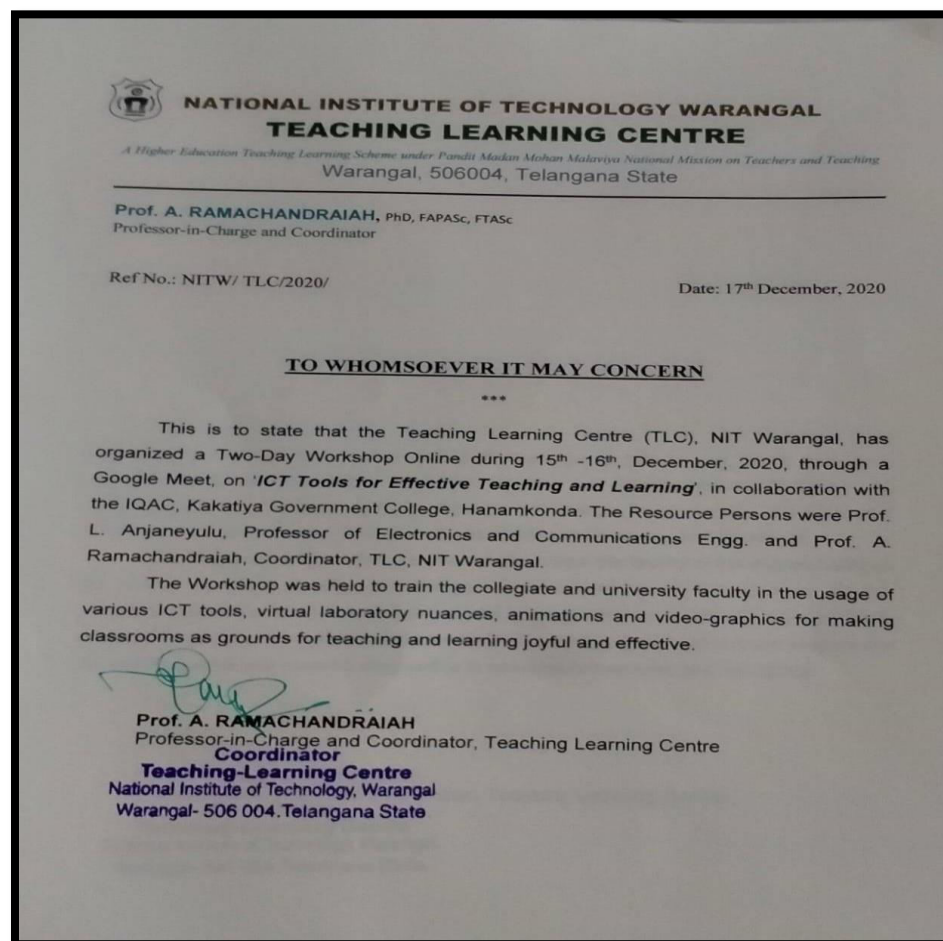 NATIONAL INSTITUTE OF TECHNOLOGY WARANGAL
TEACHING LEARNING CENTRE
A Higher Education Teaching Learning Scheme under Pandit Madan Mohan Malaviya National Mission on Teachers and Teaching
Warangal, 506004, Telangana State
Prof. A. RAMACHANDRAIAH, PhD, FAPASc, FTASc
Professor-in-Charge and Coordinator
Ref No.: NITW/ TLC/2020/ Date: 17th December, 2020
TO WHOMSOEVER IT MAY CONCERN
***
This is to state that the Teaching Learning Centre (TLC), NIT Warangal, has
organized a Two-Day Workshop Online during 15th -16th, December, 2020, through a
Google Meet, on 'ICT Tools for Effective Teaching and Learning', in collaboration with
the IQAC, Kakatiya Government College, Hanamkonda. The Resource Persons were Prof.
L. Anjaneyulu, Professor of Electronics and Communications Engg. and Prof. A.
Ramachandraiah, Coordinator, TLC, NIT Warangal.
The Workshop was held to train the collegiate and university faculty in the usage of
various ICT tools, virtual laboratory nuances, animations and video-graphics for making
classrooms as grounds for teaching and learning joyful and effective.
Prof. A. RAMACHANDRAIAH
Professor-in-Charge and Coordinator, Teaching Learning Centre
Coordinator
Teaching-Learning Centre
National Institute of Technology, Warangal
Warangal- 506 004.Telangana State